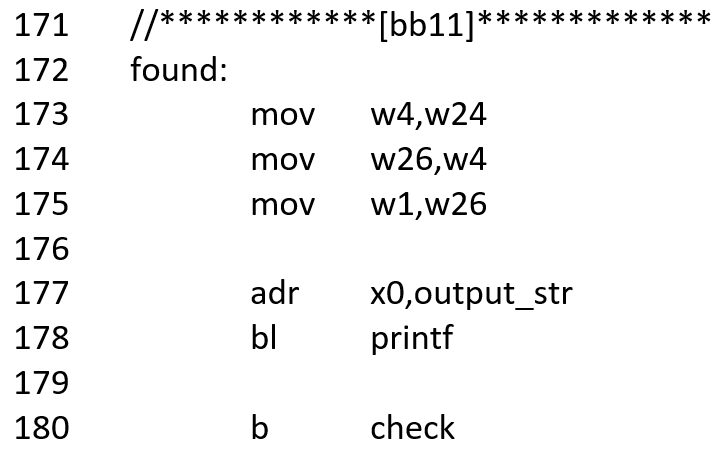 171 //************[bb11]*************
172 found:
173 mov w4,w24
174 mov w26,w4
175 mov w1,w26
176
177 adr x0,output_str
178 bl printf
179
180 b check